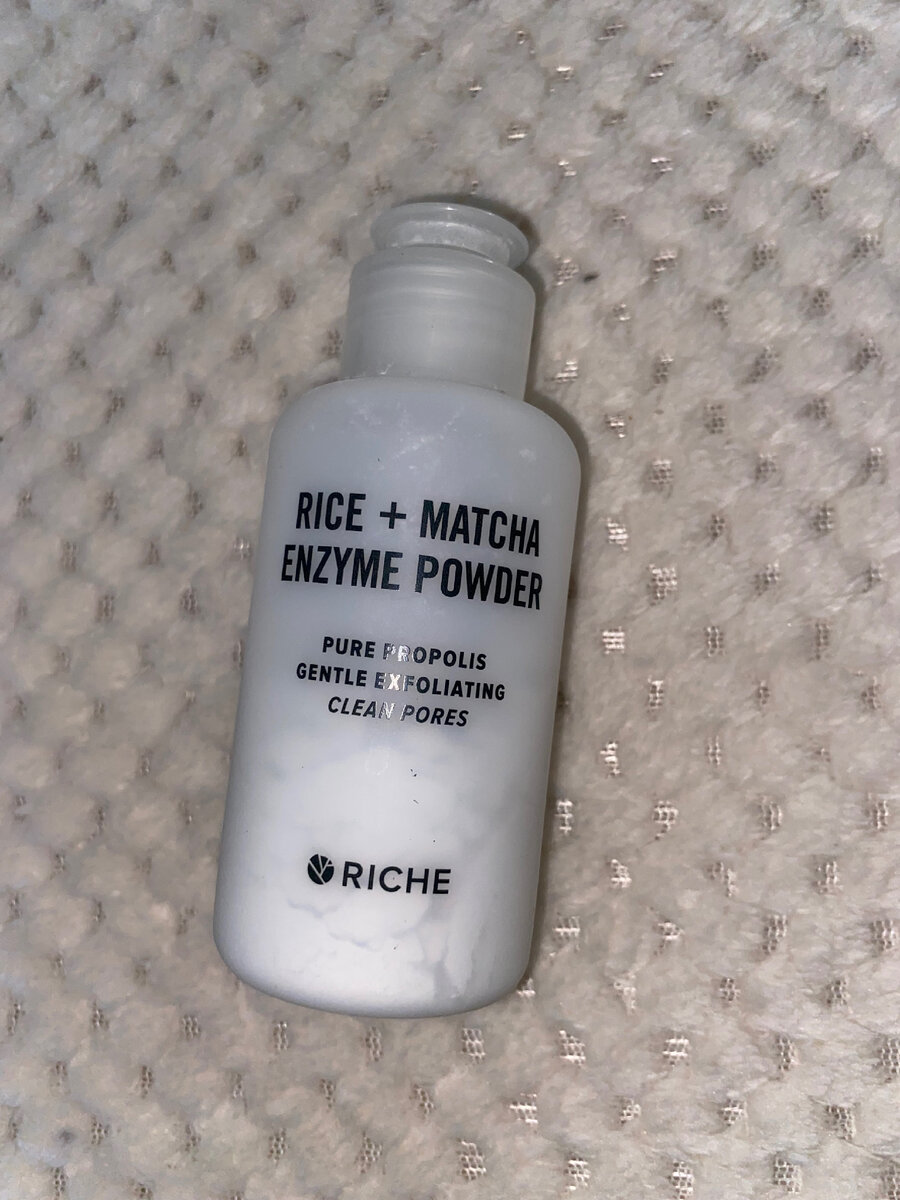 RICE + MATCHA
ENZYME POWDER
PURE PROPOLIS
GENTLE EXFOLIATING
CLEAN PORES
RICHE